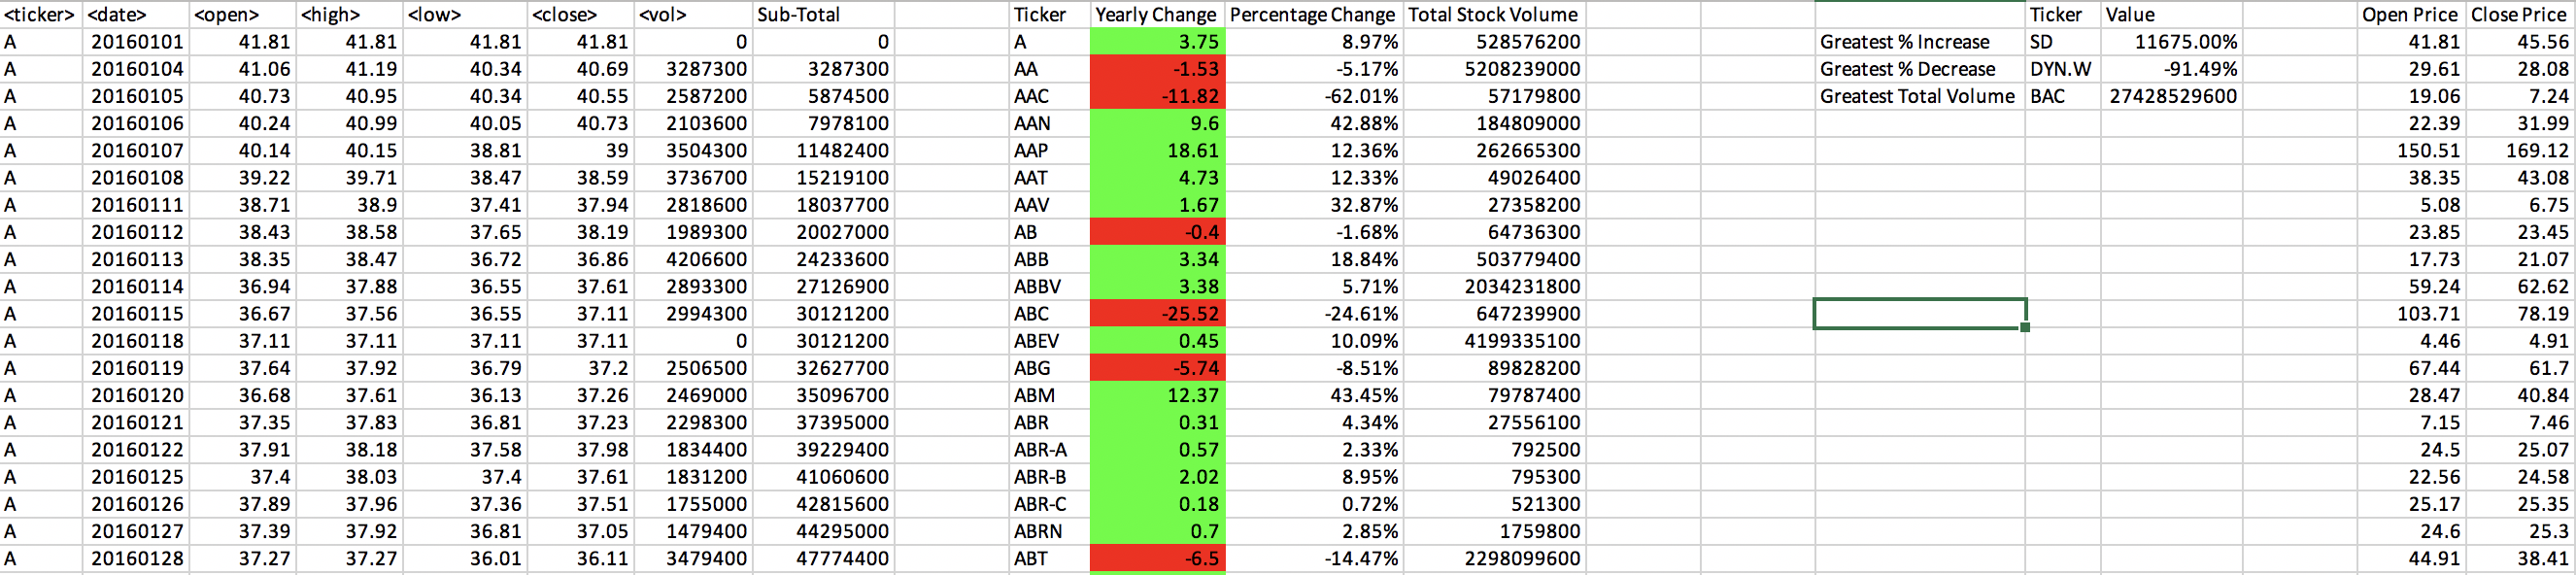 <ticker> <date> <open> <high> <low> <close> <vol> Sub-Total Ticker Yearly Change Percentage Change Total Stock Volume Ticker Value Open Price Close Price
A 20160101 41.81 41.81 41.81 41.81 0 0 A 3.75 8.97% 528576200 Greatest % Increase SD 11675.00% 41.81 45.56
A 20160104 41.06 41.19 40.34 40.69 3287300 3287300 AA -1.53 -5.17% 5208239000 Greatest % Decrease DYN.W -91.49% 29.61 28.08
A 20160105 40.73 40.95 40.34 40.55 2587200 5874500 AAC -11.82 -62.01% 57179800 Greatest Total Volume BAC 27428529600 19.06 7.24
A 20160106 40.24 40.99 40.05 40.73 2103600 7978100 AAN 9.6 42.88% 184809000 22.39 31.99
A 20160107 40.14 40.15 38.81 39 3504300 11482400 AAP 18.61 12.36% 262665300 150.51 169.12
A 20160108 39.22 39.71 38.47 38.59 3736700 15219100 AAT 4.73 12.33% 49026400 38.35 43.08
A 20160111 38.71 38.9 37.41 37.94 2818600 18037700 AAV 1.67 32.87% 27358200 5.08 6.75
A 20160112 38.43 38.58 37.65 38.19 1989300 20027000 AB -0.4 -1.68% 64736300 23.85 23.45
A 20160113 38.35 38.47 36.72 36.86 4206600 24233600 ABB 3.34 18.84% 503779400 17.73 21.07
A 20160114 36.94 37.88 36.55 37.61 2893300 27126900 ABBV 3.38 5.71% 2034231800 59.24 62.62
A 20160115 36.67 37.56 36.55 37.11 2994300 30121200 ABC -25.52 -24.61% 647239900 103.71 78.19
A 20160118 37.11 37.11 37.11 37.11 0 30121200 ABEV 0.45 10.09% 4199335100 4.46 4.91
A 20160119 37.64 37.92 36.79 37.2 2506500 32627700 ABG -5.74 -8.51% 89828200 67.44 61.7
A 20160120 36.68 37.61 36.13 37.26 2469000 35096700 ABM 12.37 43.45% 79787400 28.47 40.84
A 20160121 37.35 37.83 36.81 37.23 2298300 37395000 ABR 0.31 4.34% 27556100 7.15 7.46
A 20160122 37.91 38.18 37.58 37.98 1834400 39229400 ABR-A 0.57 2.33% 792500 24.5 25.07
A 20160125 37.4 38.03 37.4 37.61 1831200 41060600 ABR-B 2.02 8.95% 795300 22.56 24.58
A 20160126 37.89 37.96 37.36 37.51 1755000 42815600 ABR-C 0.18 0.72% 521300 25.17 25.35
A 20160127 37.39 37.92 36.81 37.05 1479400 44295000 ABRN 0.7 2.85% 1759800 24.6 25.3
A 20160128 37.27 37.27 36.01 36.11 3479400 47774400 ABT -6.5 -14.47% 2298099600 44.91 38.41